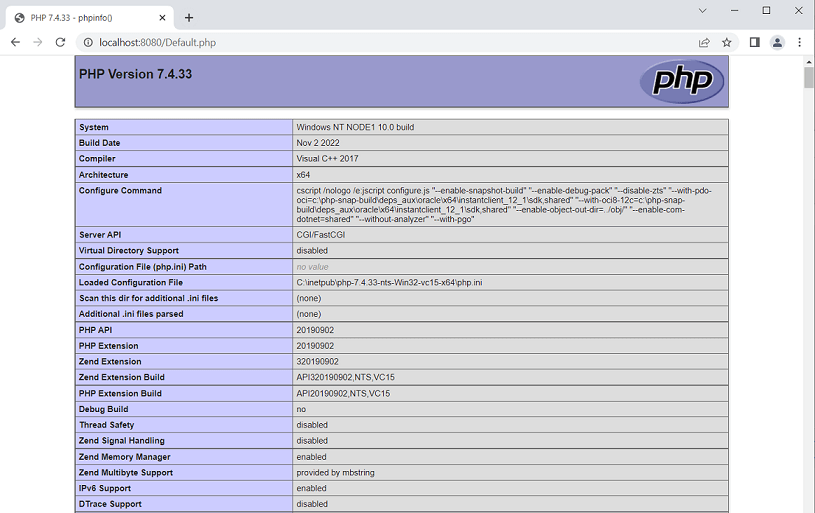 PHP 7.4.33 - phpinfo()
localhost:8080/Default.php
PHP Version 7.4.33
php
System Windows NT NODE1 10.0 build
Build Date Nov 2 2022
Compiler Visual C++ 2017
Architecture x64
Configure Command cscript /nologo /e:jscript configure.js "--enable-snapshot-build" "--enable-debug-pack" "--disable-zts" "--with-pdo-
oci=c:\php-snap-build\deps_aux\oracle\x64\instantclient_12_1\sdk,shared" "--with-oci8-12c=c:\php-snap-
build\deps_aux\oracle\x64\instantclient_12_1\sdk,shared" "--enable-object-out-dir=../obj/" "--enable-com-
dotnet=shared" "--without-analyzer" "--with-pgo"
Server API CGI/FastCGI
Virtual Directory Support disabled
Configuration File (php.ini) Path no value
Loaded Configuration File C:\inetpub\php-7.4.33-nts-Win32-vc15-x64\php.ini
Scan this dir for additional .ini files (none)
Additional .ini files parsed (none)
PHP API 20190902
PHP Extension 20190902
Zend Extension 320190902
Zend Extension Build API320190902,NTS,VC15
PHP Extension Build API20190902,NTS,VC15
Debug Build no
Thread Safety disabled
Zend Signal Handling disabled
Zend Memory Manager enabled
Zend Multibyte Support provided by mbstring
IPv6 Support enabled
DTrace Support disabled